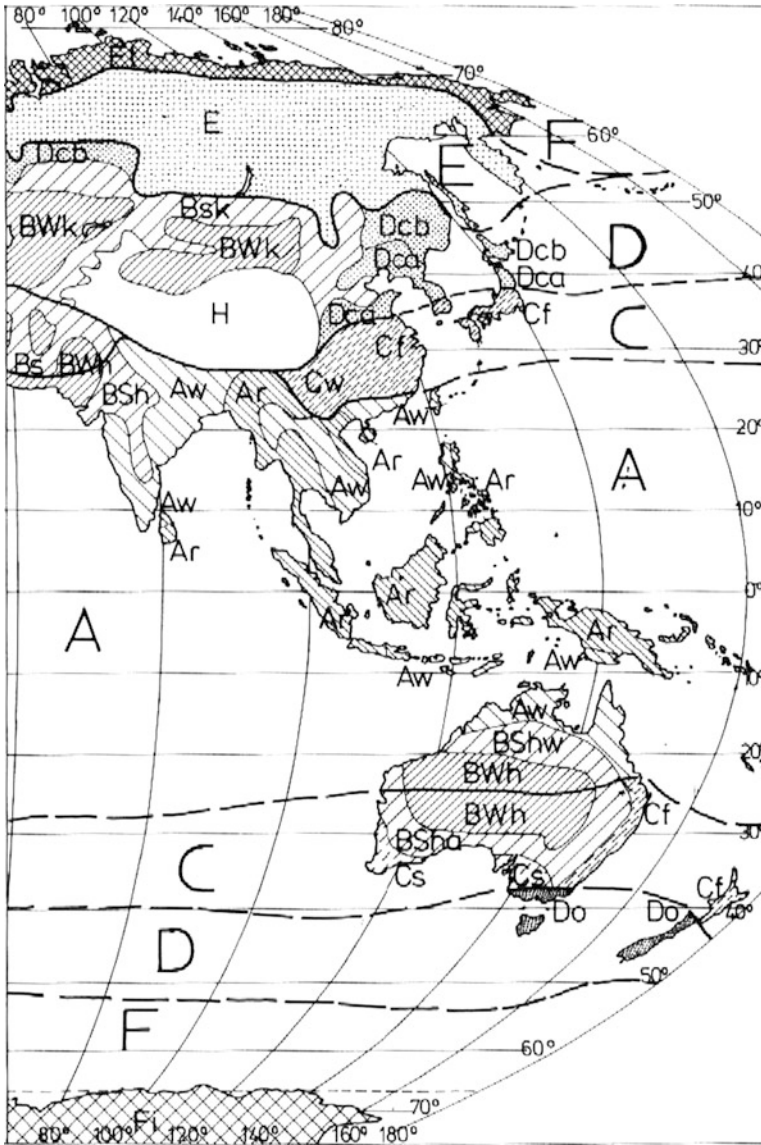 80° 100° 120° 140° 160° 180° 80°
Ft 70°
E F 60°
Dcb E
Bsk 50°
BWk BWk Dcb D
Dca Dcb
Dca 40°
H Dca Cf
Cf C
Bs BWh Cw 30°
BSh Aw Ar Aw
20°
Ar A
Aw Aw Aw Ar
10°
Ar
Ar 0°
A Ar Ar
Aw Aw
10°
Aw
BShw 20°
BWh
BWh Cf
30°
BSha
C Cs Cs Cf
Do Do 40°
D
50°
F
60°
Fi 70°
80° 100° 120° 140° 160° 180°